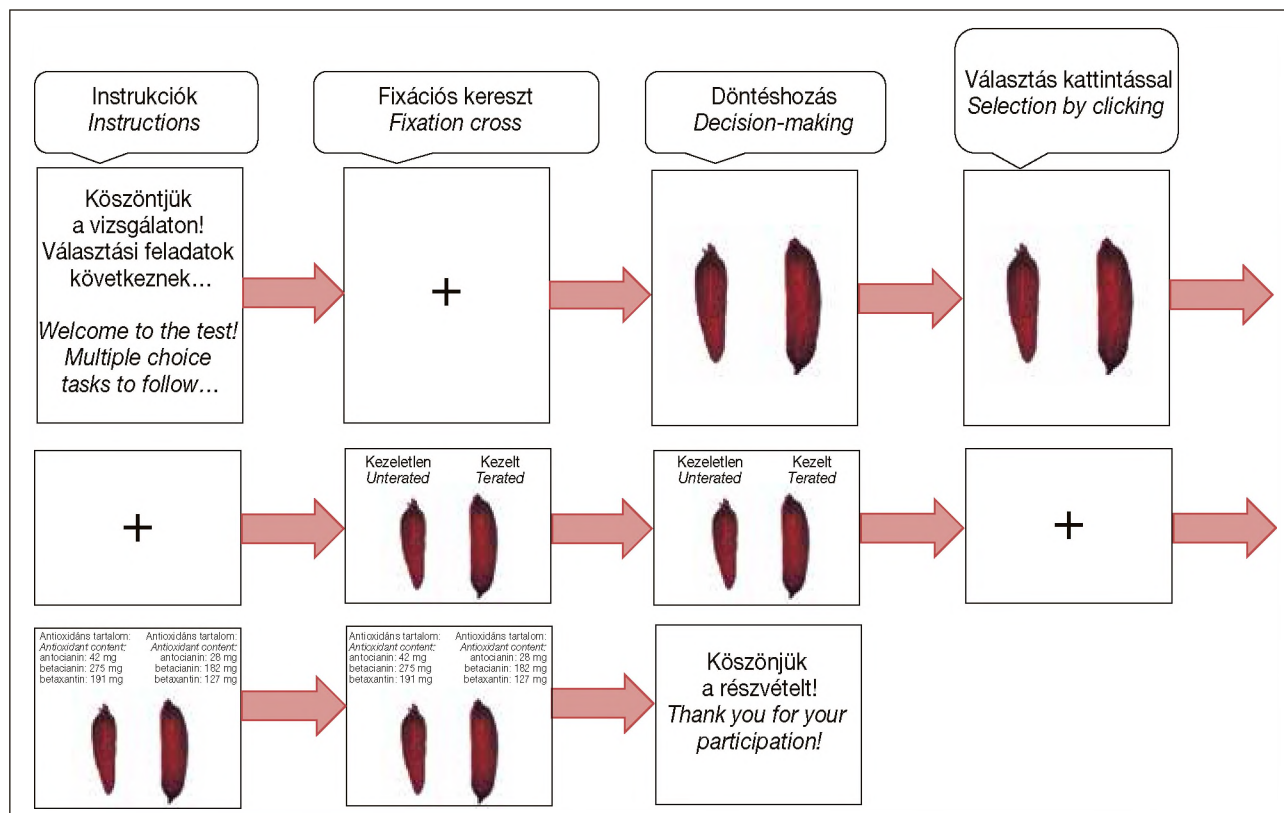 Instrukciók
Instructions
Fixációs kereszt
Fixation cross
Döntéshozás
Decision-making
Választás kattintással
Selection by clicking
Köszöntjük
a vizsgálaton!
Választási feladatok
következnek…
Welcome to the test!
Multiple choice
tasks to follow…
+
+
Kezeletlen
Unterated
Kezelt
Terated
Kezeletlen
Unterated
Kezelt
Terated
+
Antioxidáns tartalom:
Antioxidant content:
antocianin: 42 mg
betacianin: 275 mg
betaxantin: 191 mg
Antioxidáns tartalom:
Antioxidant content:
antocianin: 28 mg
betacianin: 182 mg
betaxantin: 127 mg
Antioxidáns tartalom:
Antioxidant content:
antocianin: 42 mg
betacianin: 275 mg
betaxantin: 191 mg
Antioxidáns tartalom:
Antioxidant content:
antocianin: 28 mg
betacianin: 182 mg
betaxantin: 127 mg
Köszönjük
a részvételt!
Thank you for your
participation!